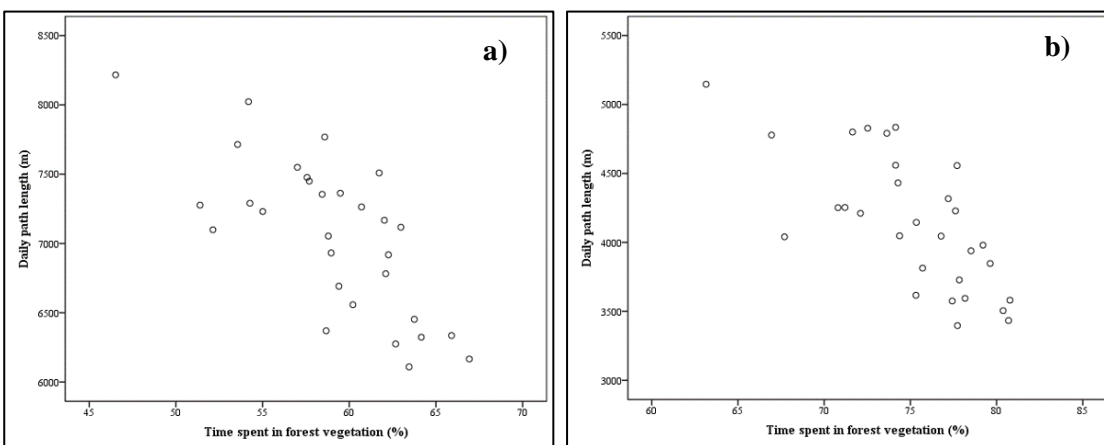 a)
8500
8000
7500
7000
6500
6000
Daily path length (m)
45 50 55 60 65 70
Time spent in forest vegetation (%)
b)
5500
5000
4500
4000
3500
3000
Daily path length (m)
60 65 70 75 80 85
Time spent in forest vegetation (%)